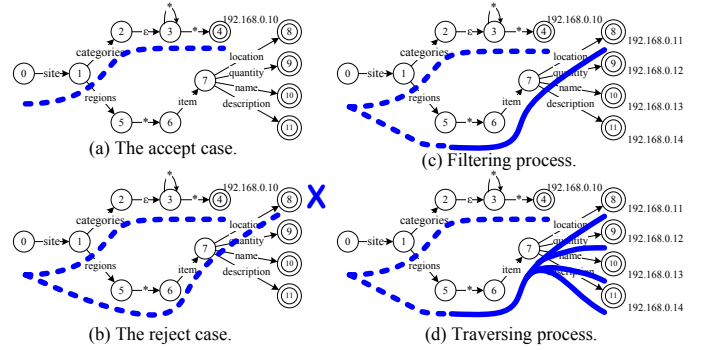 * 192.168.0.10
2 ε 3 * 4 8
categories location
0 site 1 quantity 9
7 name
regions item description 10
5 * 6 11
(a) The accept case.
* 192.168.0.10
2 ε 3 * 4 8 192.168.0.11
categories location
0 site 1 quantity 9 192.168.0.12
7 name
regions item description 10 192.168.0.13
5 * 6 11 192.168.0.14
(c) Filtering process.
* 192.168.0.10
2 ε 3 * 4 8 X
categories location
0 site 1 quantity 9
7 name
regions item description 10
5 * 6 11
(b) The reject case.
* 192.168.0.10
2 ε 3 * 4 8 192.168.0.11
categories location
0 site 1 quantity 9 192.168.0.12
7 name
regions item description 10 192.168.0.13
5 * 6 11 192.168.0.14
(d) Traversing process.